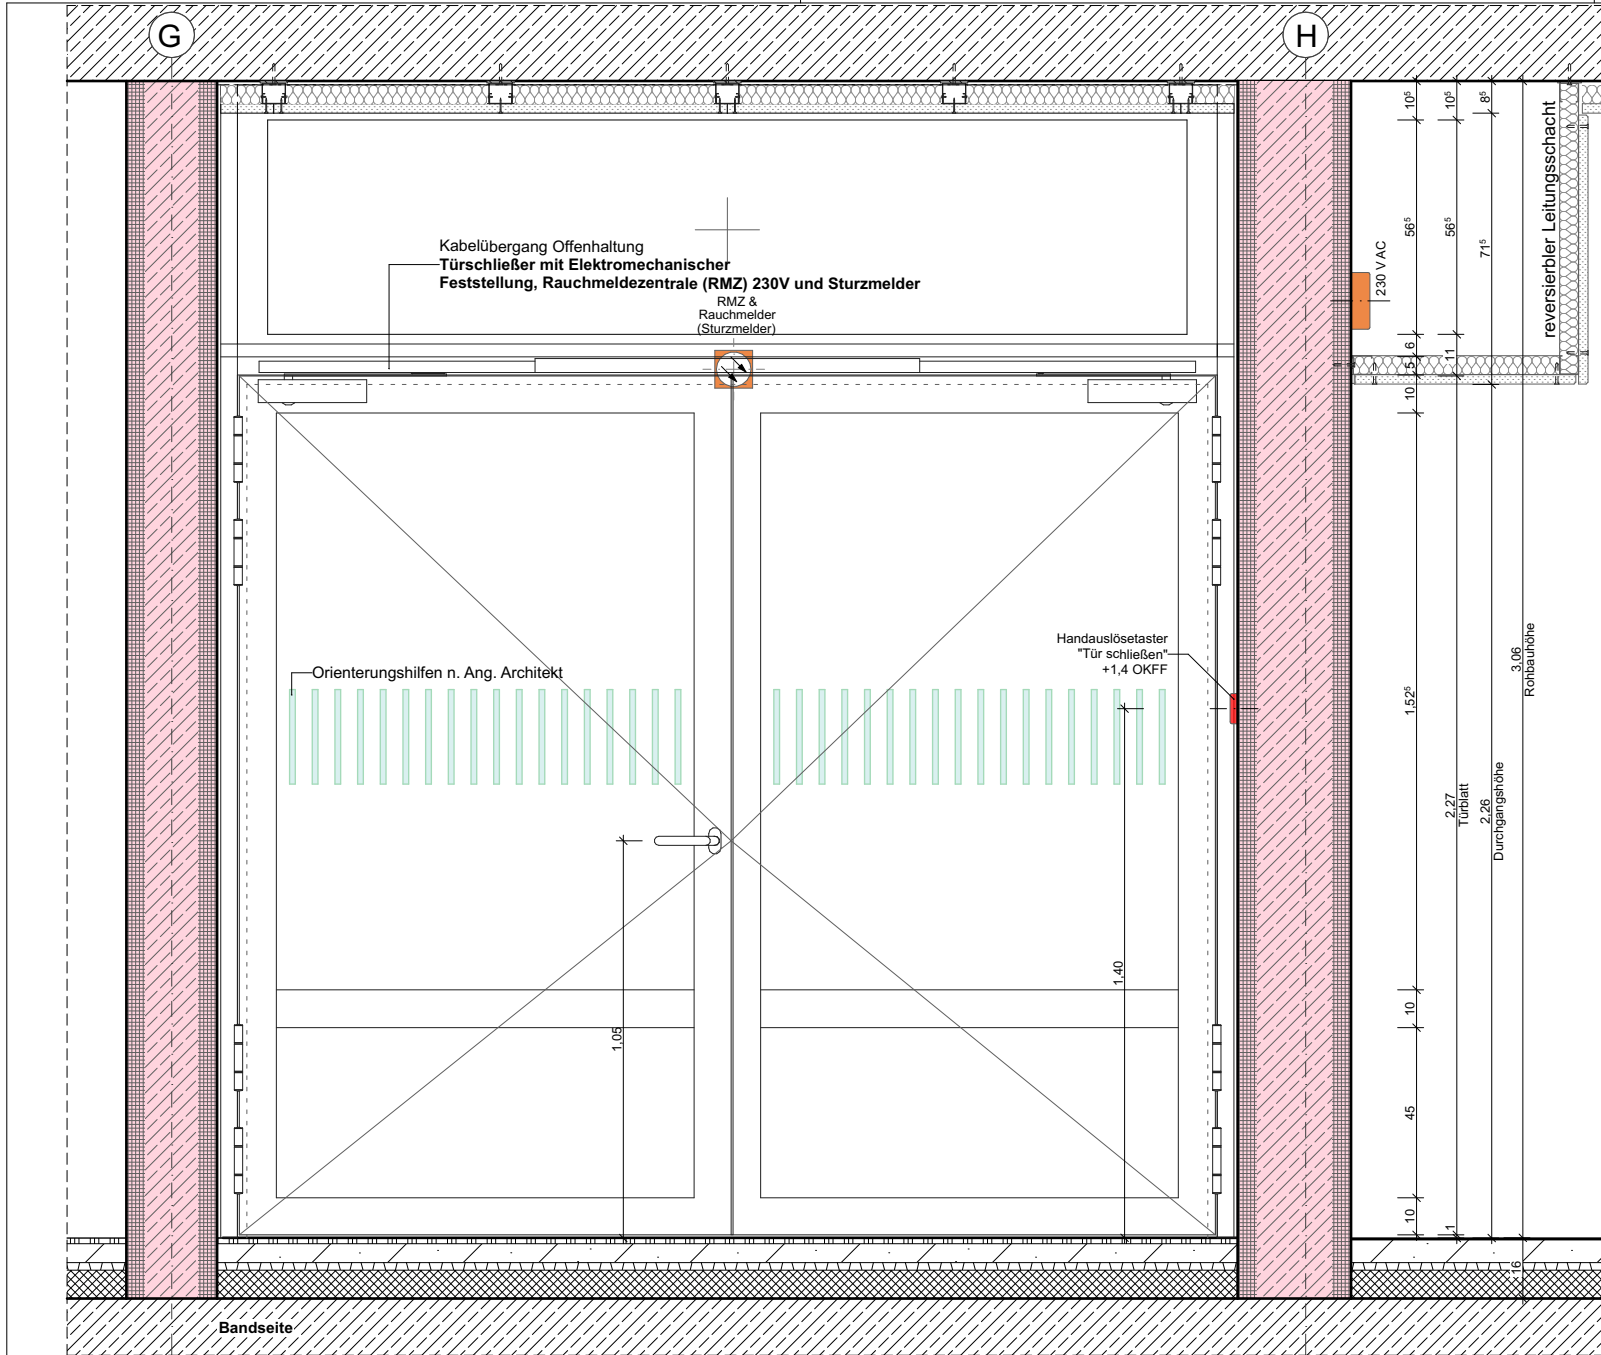 G
H
Kabelübergang Offenhaltung
Türschließer mit Elektromechanischer
Feststellung, Rauchmeldezentrale (RMZ) 230V und Sturzmelder
RMZ &
Rauchmelder
(Sturzmelder)
230 V AC
reversierbler Leitungsschacht
10⁵
10⁵
8⁵
56⁵
56⁵
71⁵
6
11
5
10
Handauslösetaster
"Tür schließen"
+1,4 OKFF
Orienterungshilfen n. Ang. Architekt
1,52⁵
3,06
Rohbauhöhe
2,27
Türblatt
2,26
Durchgangshöhe
1,40
1,05
10
45
10
1
16
Bandseite